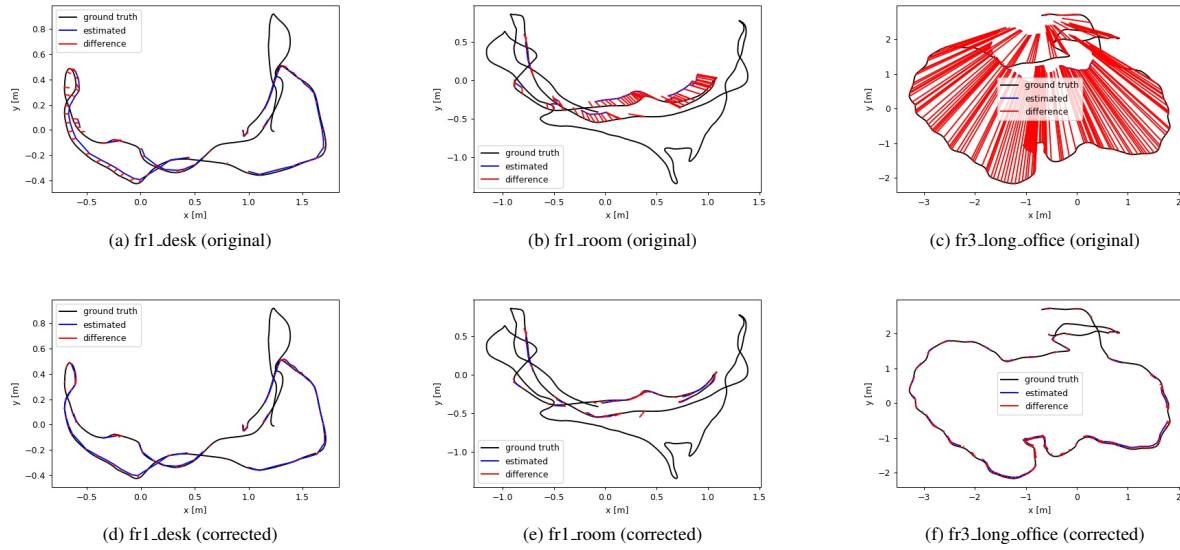 ground truth
estimated
difference
y [m]
0.8
0.6
0.4
0.2
0.0
−0.2
−0.4
−0.5 0.0 0.5 1.0 1.5
x [m]
(a) fr1_desk (original)
y [m]
0.5
0.0
−0.5
−1.0
ground truth
estimated
difference
−1.0 −0.5 0.0 0.5 1.0 1.5
x [m]
(b) fr1_room (original)
y [m]
2
1
0
−1
−2
ground truth
estimated
difference
−3 −2 −1 0 1 2
x [m]
(c) fr3_long_office (original)
ground truth
estimated
difference
y [m]
0.8
0.6
0.4
0.2
0.0
−0.2
−0.4
−0.5 0.0 0.5 1.0 1.5
x [m]
(d) fr1_desk (corrected)
y [m]
0.5
0.0
−0.5
−1.0
ground truth
estimated
difference
−1.0 −0.5 0.0 0.5 1.0 1.5
x [m]
(e) fr1_room (corrected)
y [m]
2
1
0
−1
−2
ground truth
estimated
difference
−3 −2 −1 0 1 2
x [m]
(f) fr3_long_office (corrected)